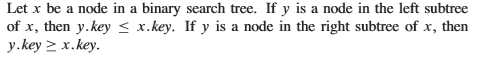 Let x be a node in a binary search tree. If y is a node in the left subtree
of x, then y.key ≤ x.key. If y is a node in the right subtree of x, then
y.key ≥ x.key.